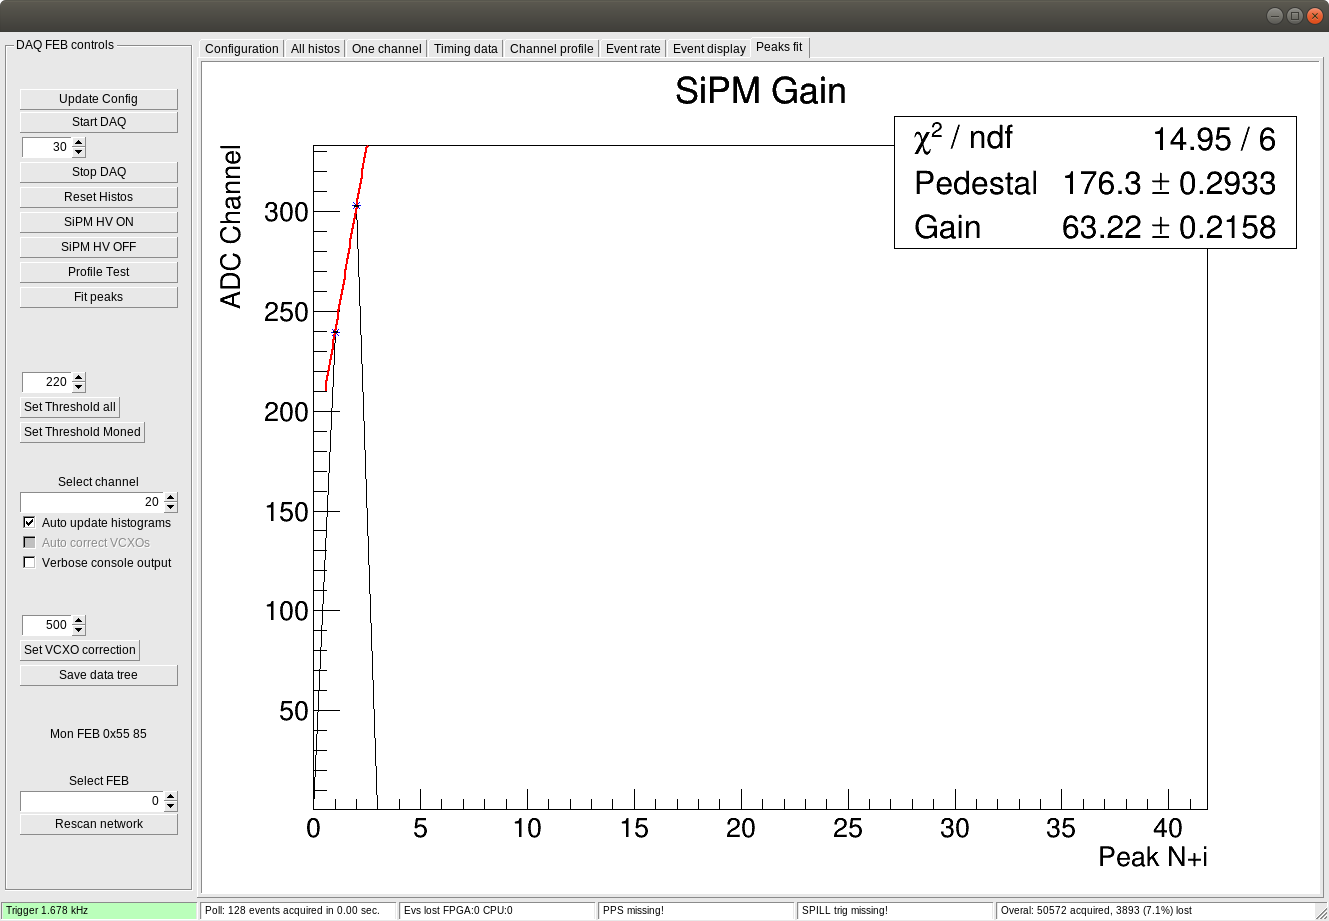 DAQ FEB controls
Update Config
Start DAQ
30
Stop DAQ
Reset Histos
SiPM HV ON
SiPM HV OFF
Profile Test
Fit peaks
220
Set Threshold all
Set Threshold Moned
Select channel
20
Auto update histograms
Auto correct VCXOs
Verbose console output
500
Set VCXO correction
Save data tree
Mon FEB 0x55 85
Select FEB
0
Rescan network
Configuration All histos One channel Timing data Channel profile Event rate Event display Peaks fit
SiPM Gain
χ2 / ndf 14.95 / 6
Pedestal 176.3 ± 0.2933
Gain 63.22 ± 0.2158
ADC Channel
300
250
200
150
100
50
0 5 10 15 20 25 30 35 40
Peak N+i
Trigger 1.678 kHz Poll: 128 events acquired in 0.00 sec. Evs lost FPGA:0 CPU:0 PPS missing! SPILL trig missing! Overal: 50572 acquired, 3893 (7.1%) lost